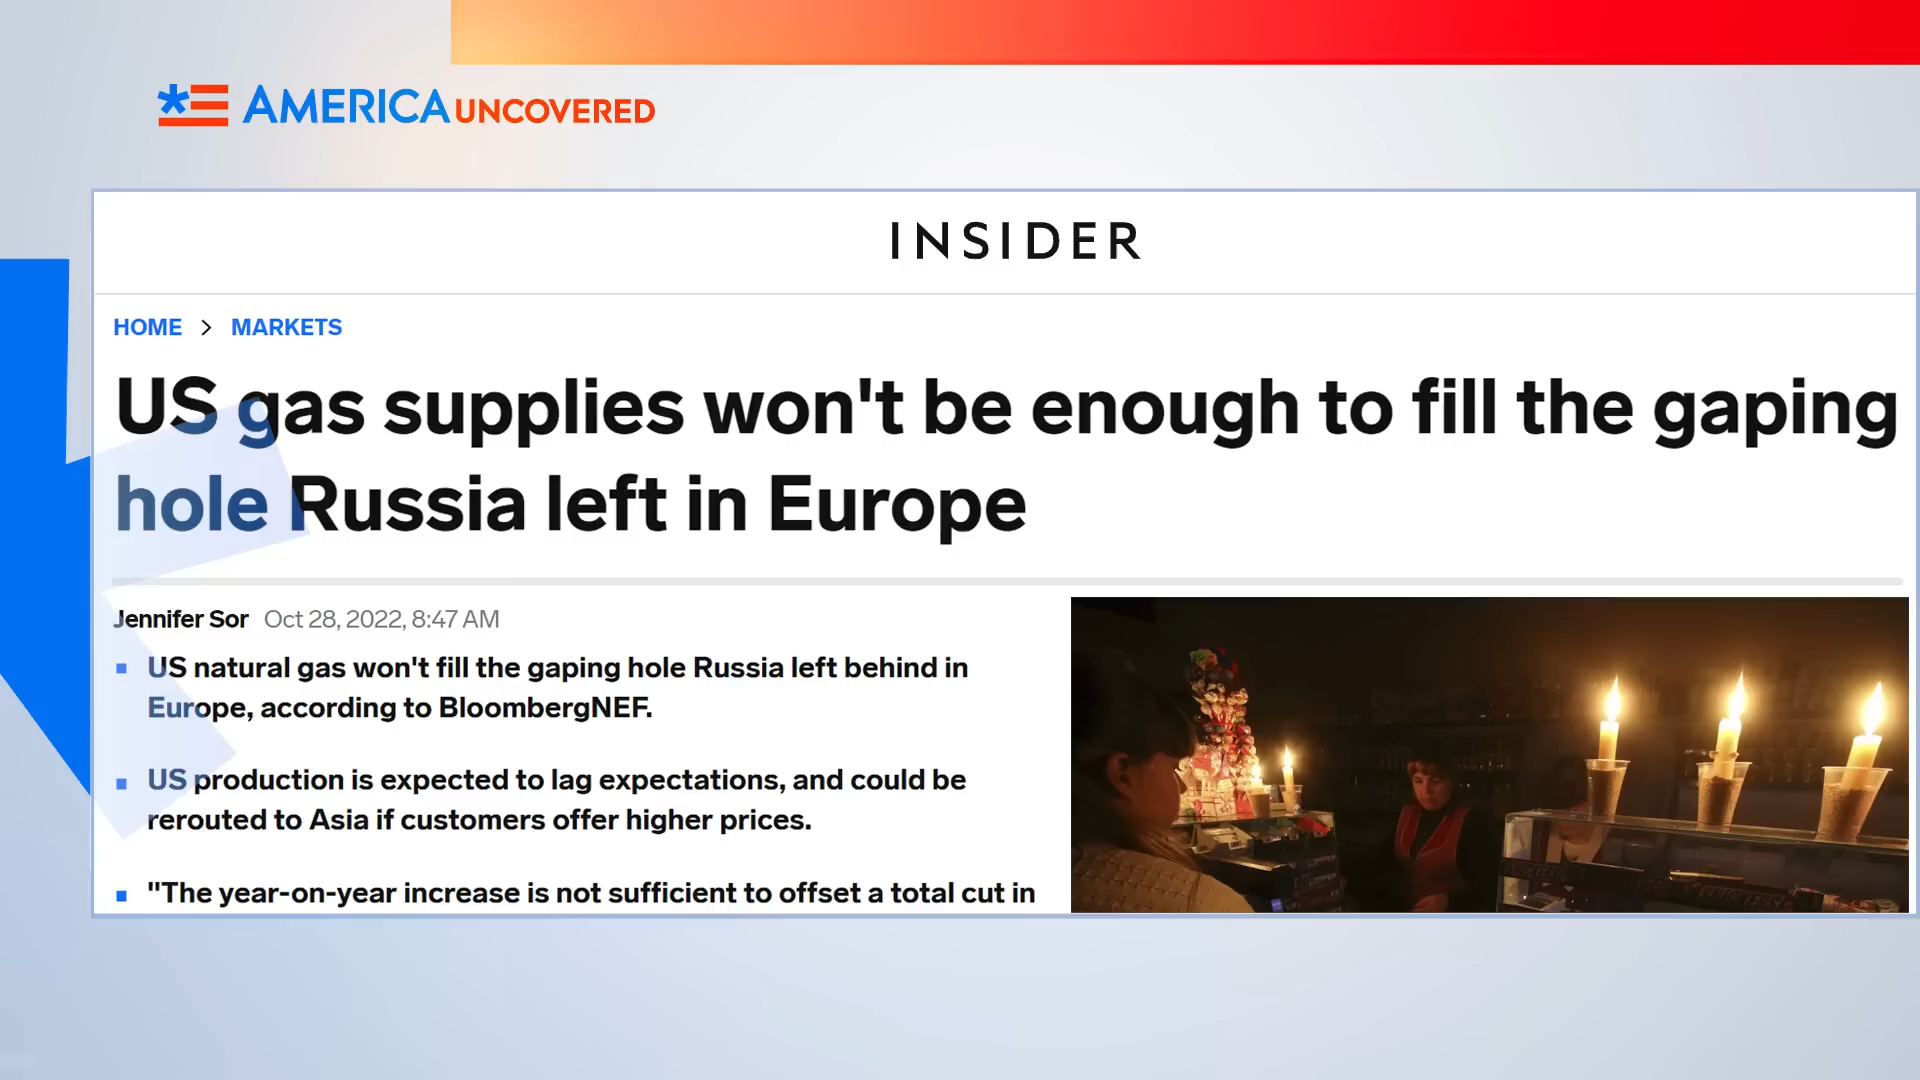 AMERICA UNCOVERED
INSIDER
HOME > MARKETS
US gas supplies won't be enough to fill the gaping
hole Russia left in Europe
Jennifer Sor Oct 28, 2022, 8:47 AM
US natural gas won't fill the gaping hole Russia left behind in
Europe, according to BloombergNEF.
US production is expected to lag expectations, and could be
rerouted to Asia if customers offer higher prices.
"The year-on-year increase is not sufficient to offset a total cut in